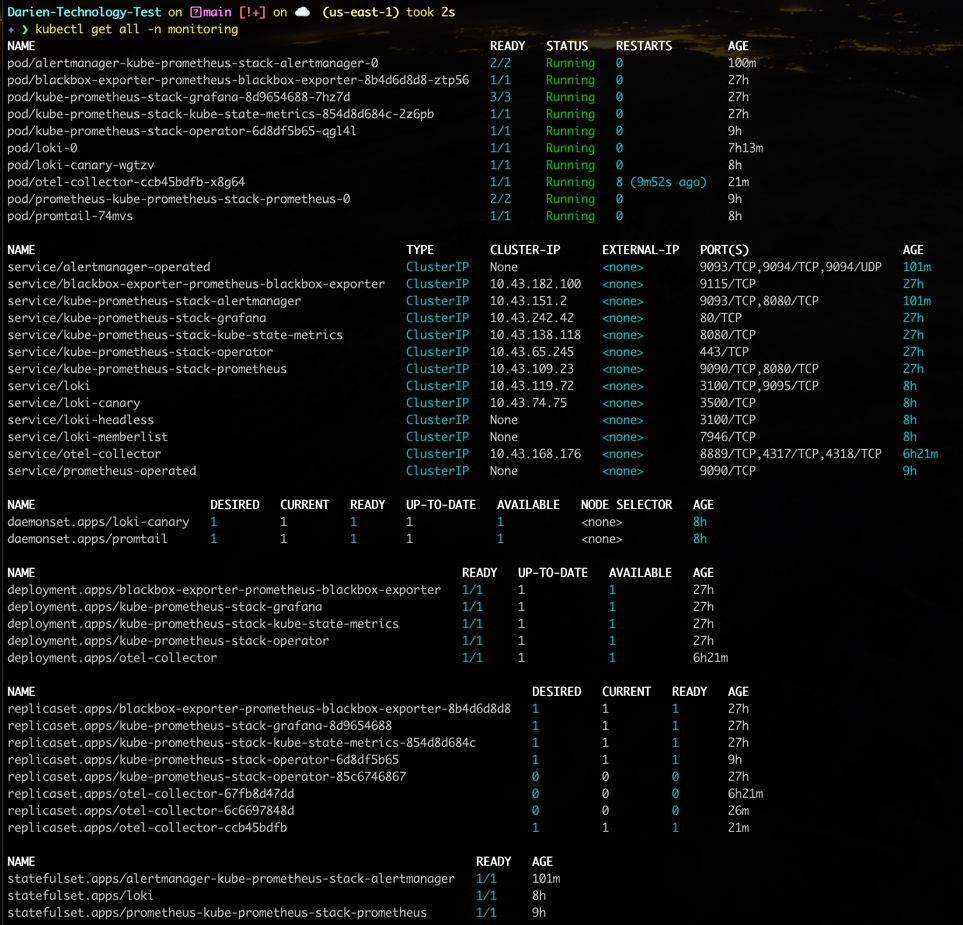 Darien-Technology-Test on main [!+] on ☁️ (us-east-1) took 2s
✦ ❯ kubectl get all -n monitoring
NAME READY STATUS RESTARTS AGE
pod/alertmanager-kube-prometheus-stack-alertmanager-0 2/2 Running 0 100m
pod/blackbox-exporter-prometheus-blackbox-exporter-8b4d6d8d8-ztp56 1/1 Running 0 27h
pod/kube-prometheus-stack-grafana-8d9654688-7hz7d 3/3 Running 0 27h
pod/kube-prometheus-stack-kube-state-metrics-854d8d684c-2z6pb 1/1 Running 0 27h
pod/kube-prometheus-stack-operator-6d8df5b65-qgl4l 1/1 Running 0 9h
pod/loki-0 1/1 Running 0 7h13m
pod/loki-canary-wgtzv 1/1 Running 0 8h
pod/otel-collector-ccb45bdfb-x8g64 1/1 Running 8 (9m52s ago) 21m
pod/prometheus-kube-prometheus-stack-prometheus-0 2/2 Running 0 9h
pod/promtail-74mvs 1/1 Running 0 8h
NAME TYPE CLUSTER-IP EXTERNAL-IP PORT(S) AGE
service/alertmanager-operated ClusterIP None <none> 9093/TCP,9094/TCP,9094/UDP 101m
service/blackbox-exporter-prometheus-blackbox-exporter ClusterIP 10.43.182.100 <none> 9115/TCP 27h
service/kube-prometheus-stack-alertmanager ClusterIP 10.43.151.2 <none> 9093/TCP,8080/TCP 101m
service/kube-prometheus-stack-grafana ClusterIP 10.43.242.42 <none> 80/TCP 27h
service/kube-prometheus-stack-kube-state-metrics ClusterIP 10.43.138.118 <none> 8080/TCP 27h
service/kube-prometheus-stack-operator ClusterIP 10.43.65.245 <none> 443/TCP 27h
service/kube-prometheus-stack-prometheus ClusterIP 10.43.109.23 <none> 9090/TCP,8080/TCP 27h
service/loki ClusterIP 10.43.119.72 <none> 3100/TCP,9095/TCP 8h
service/loki-canary ClusterIP 10.43.74.75 <none> 3500/TCP 8h
service/loki-headless ClusterIP None <none> 3100/TCP 8h
service/loki-memberlist ClusterIP None <none> 7946/TCP 8h
service/otel-collector ClusterIP 10.43.168.176 <none> 8889/TCP,4317/TCP,4318/TCP 6h21m
service/prometheus-operated ClusterIP None <none> 9090/TCP 9h
NAME DESIRED CURRENT READY UP-TO-DATE AVAILABLE NODE SELECTOR AGE
daemonset.apps/loki-canary 1 1 1 1 1 <none> 8h
daemonset.apps/promtail 1 1 1 1 1 <none> 8h
NAME READY UP-TO-DATE AVAILABLE AGE
deployment.apps/blackbox-exporter-prometheus-blackbox-exporter 1/1 1 1 27h
deployment.apps/kube-prometheus-stack-grafana 1/1 1 1 27h
deployment.apps/kube-prometheus-stack-kube-state-metrics 1/1 1 1 27h
deployment.apps/kube-prometheus-stack-operator 1/1 1 1 27h
deployment.apps/otel-collector 1/1 1 1 6h21m
NAME DESIRED CURRENT READY AGE
replicaset.apps/blackbox-exporter-prometheus-blackbox-exporter-8b4d6d8d8 1 1 1 27h
replicaset.apps/kube-prometheus-stack-grafana-8d9654688 1 1 1 27h
replicaset.apps/kube-prometheus-stack-kube-state-metrics-854d8d684c 1 1 1 27h
replicaset.apps/kube-prometheus-stack-operator-6d8df5b65 1 1 1 9h
replicaset.apps/kube-prometheus-stack-operator-85c6746867 0 0 0 27h
replicaset.apps/otel-collector-67fb8d47dd 0 0 0 6h21m
replicaset.apps/otel-collector-6c6697848d 0 0 0 26m
replicaset.apps/otel-collector-ccb45bdfb 1 1 1 21m
NAME READY AGE
statefulset.apps/alertmanager-kube-prometheus-stack-alertmanager 1/1 101m
statefulset.apps/loki 1/1 8h
statefulset.apps/prometheus-kube-prometheus-stack-prometheus 1/1 9h